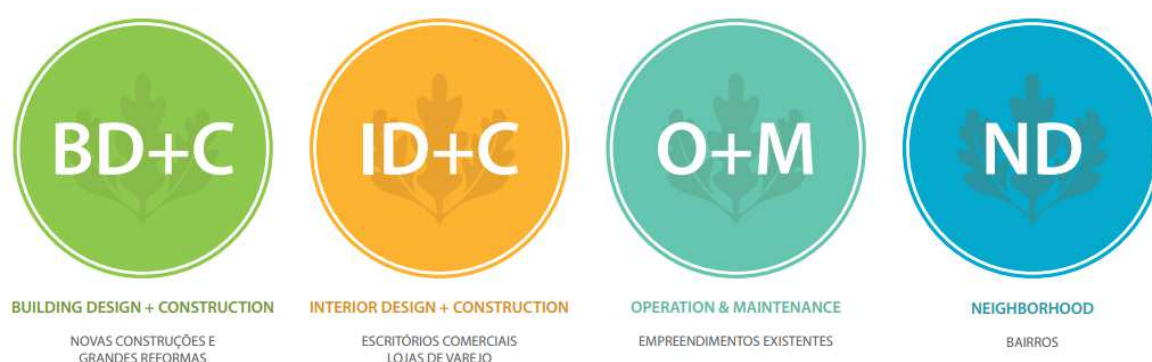 BD+C
ID+C
O+M
ND
BUILDING DESIGN + CONSTRUCTION
INTERIOR DESIGN + CONSTRUCTION
OPERATION & MAINTENANCE
NEIGHBORHOOD
NOVAS CONSTRUÇÕES E
GRANDES REFORMAS
ESCRITÓRIOS COMERCIAIS
LOJAS DE VAREJO
EMPREENDIMENTOS EXISTENTES
BAIRROS